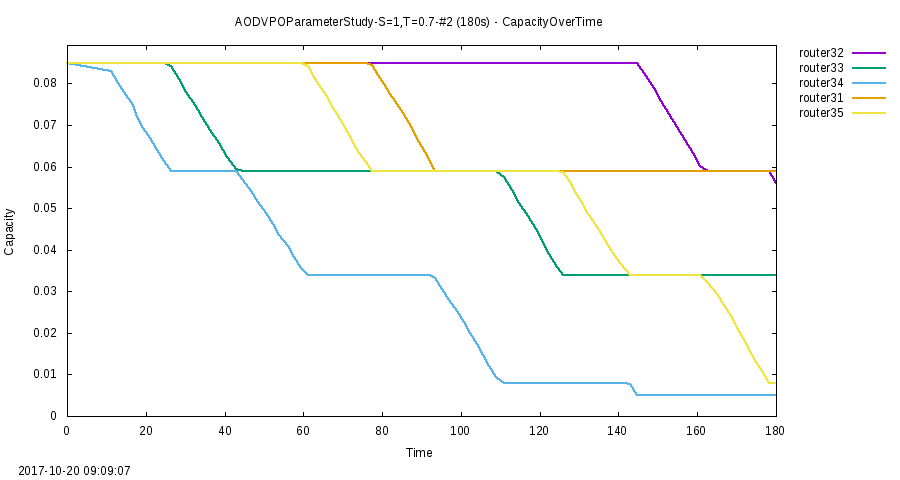 AODVPOParameterStudy-S=1,T=0.7-#2 (180s) - CapacityOverTime
router32
router33
router34
router31
router35
0.08
0.07
0.06
0.05
0.04
0.03
0.02
0.01
0
Capacity
0 20 40 60 80 100 120 140 160 180
Time
2017-10-20 09:09:07